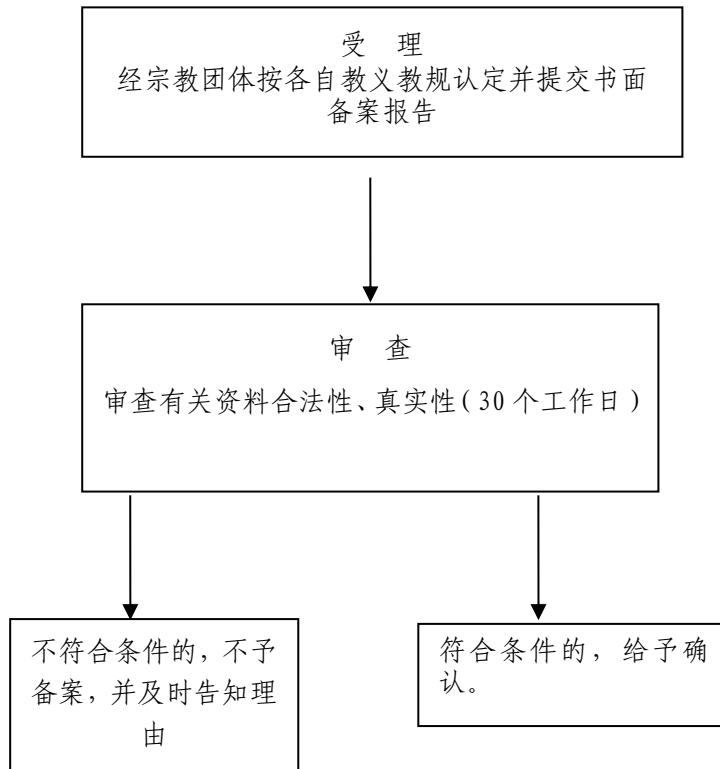 受 理
经宗教团体按各自教义教规认定并提交书面
备案报告
审 查
审查有关资料合法性、真实性(30个工作日)
不符合条件的,不予
备案,并及时告知理
由
符合条件的,给予确
认。